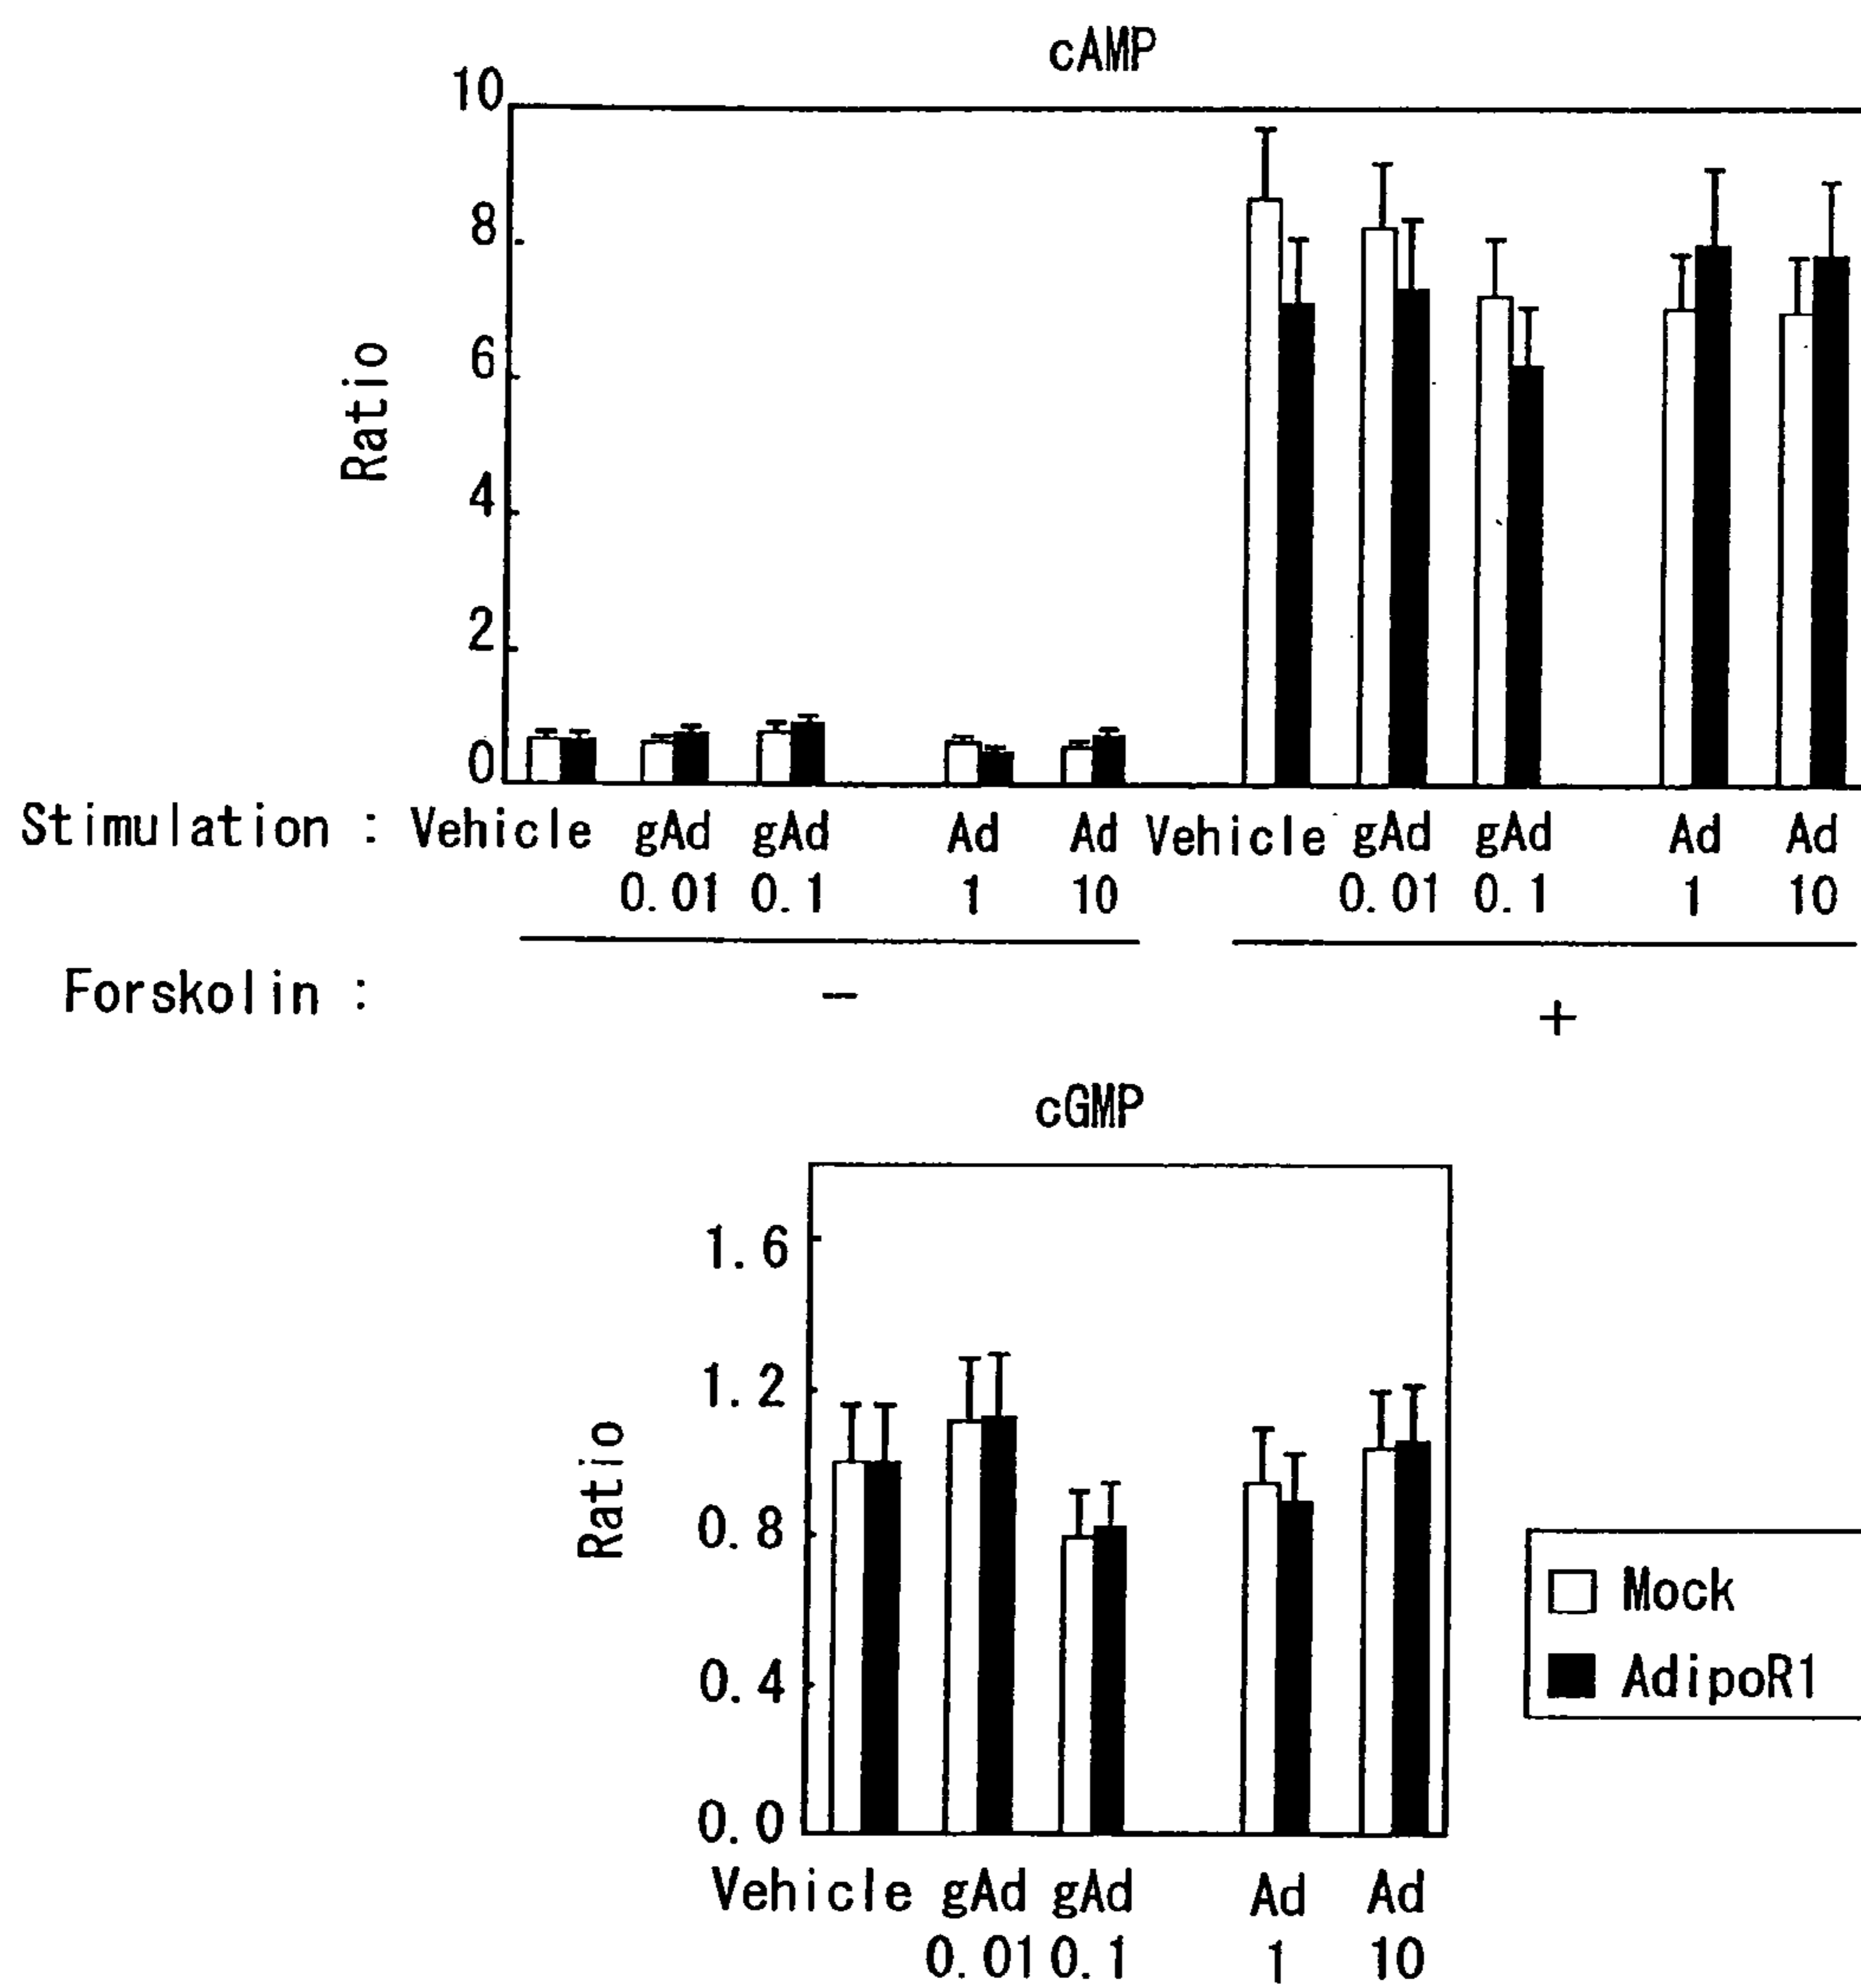 cAMP
10
8
6
4
2
0
Ratio
Stimulation : Vehicle gAd gAd Ad Ad Vehicle gAd gAd Ad Ad
0.01 0.1 1 10 0.01 0.1 1 10
Forskolin : − +
cGMP
1.6
1.2
0.8
0.4
0.0
Ratio
Mock
AdipoR1
Vehicle gAd gAd Ad Ad
0.01 0.1 1 10